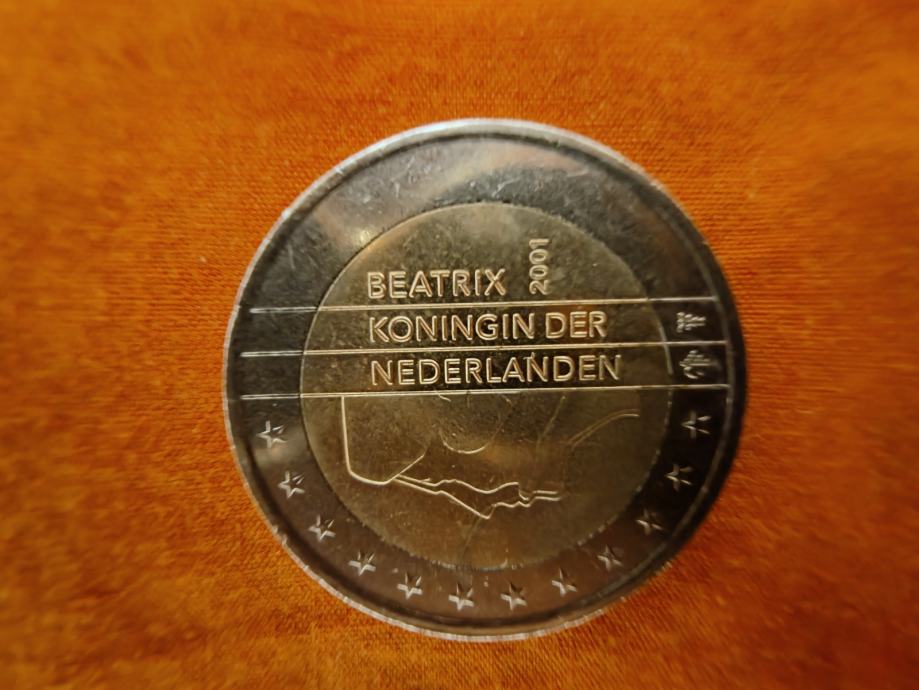 BEATRIX 2001
KONINGIN DER
NEDERLANDEN